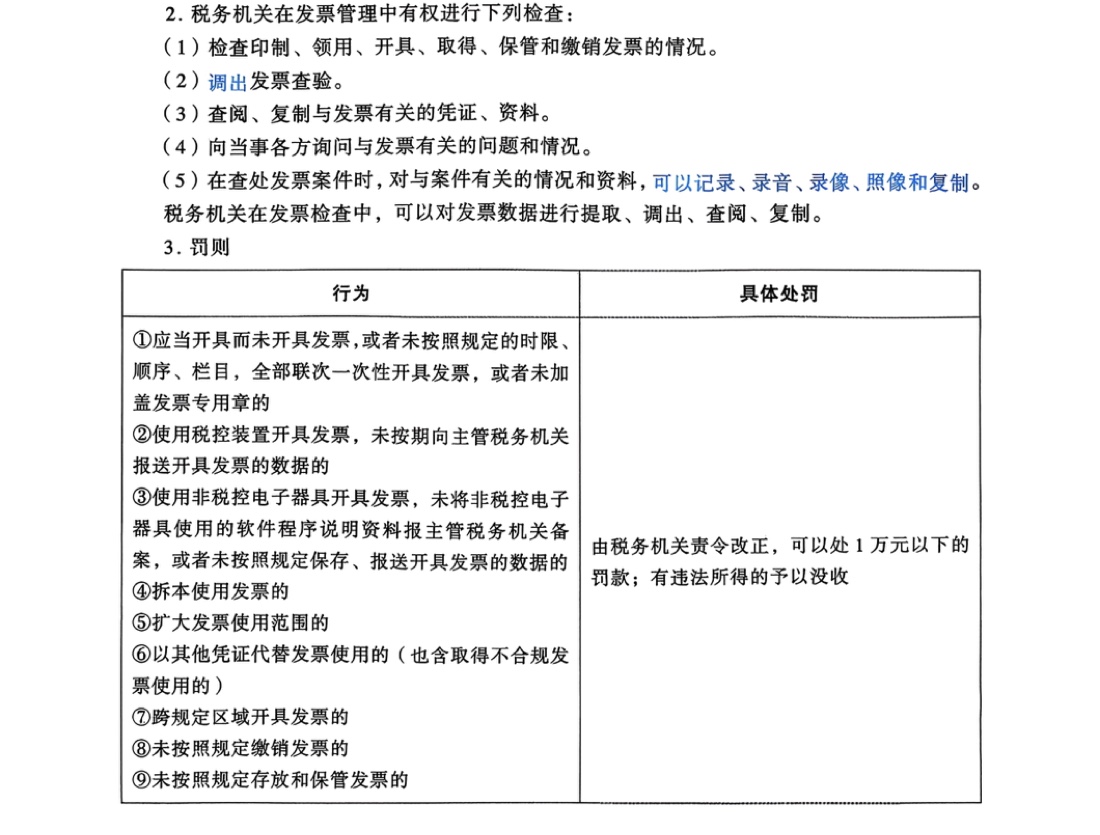 2. 税务机关在发票管理中有权进行下列检查：
（1）检查印制、领用、开具、取得、保管和缴销发票的情况。
（2）调出发票查验。
（3）查阅、复制与发票有关的凭证、资料。
（4）向当事各方询问与发票有关的问题和情况。
（5）在查处发票案件时，对与案件有关的情况和资料，可以记录、录音、录像、照像和复制。
税务机关在发票检查中，可以对发票数据进行提取、调出、查阅、复制。
3. 罚则
行为
具体处罚
①应当开具而未开具发票，或者未按照规定的时限、
顺序、栏目，全部联次一次性开具发票，或者未加
盖发票专用章的
②使用税控装置开具发票，未按期向主管税务机关
报送开具发票的数据的
③使用非税控电子器具开具发票，未将非税控电子
器具使用的软件程序说明资料报主管税务机关备
案，或者未按照规定保存、报送开具发票的数据的
④拆本使用发票的
⑤扩大发票使用范围的
⑥以其他凭证代替发票使用的（也含取得不合规发
票使用的）
⑦跨规定区域开具发票的
⑧未按照规定缴销发票的
⑨未按照规定存放和保管发票的
由税务机关责令改正，可以处1万元以下的
罚款；有违法所得的予以没收